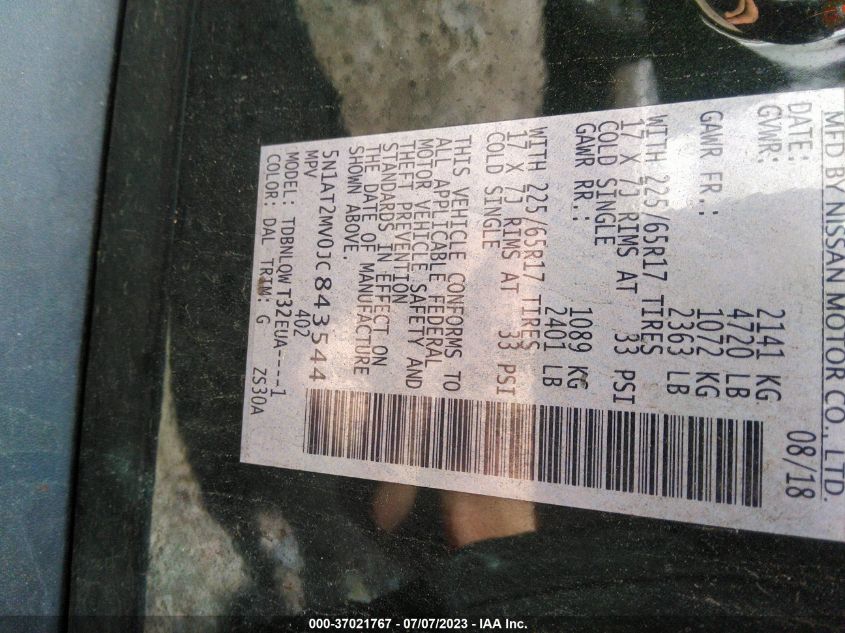 MFD BY NISSAN MOTOR CO., LTD
DATE: 08/18
GVWR: 2141 KG
4720 LB
GAWR FR.: 1072 KG
2363 LB
WITH 225/65R17 TIRES
17 X 7J RIMS AT 33 PSI
COLD SINGLE
GAWR RR.: 1089 KG
2401 LB
WITH 225/65R17 TIRES
17 X 7J RIMS AT 33 PSI
COLD SINGLE
THIS VEHICLE CONFORMS TO
ALL APPLICABLE FEDERAL
MOTOR VEHICLE SAFETY AND
THEFT PREVENTION
STANDARDS IN EFFECT ON
THE DATE OF MANUFACTURE
SHOWN ABOVE.
5N1AT2MV0JC843544
MPV 402
MODEL: TDBNLQWT32EUA----1
COLOR: DAL TRIM: G ZS30A
000-37021767 - 07/07/2023 - IAA Inc.